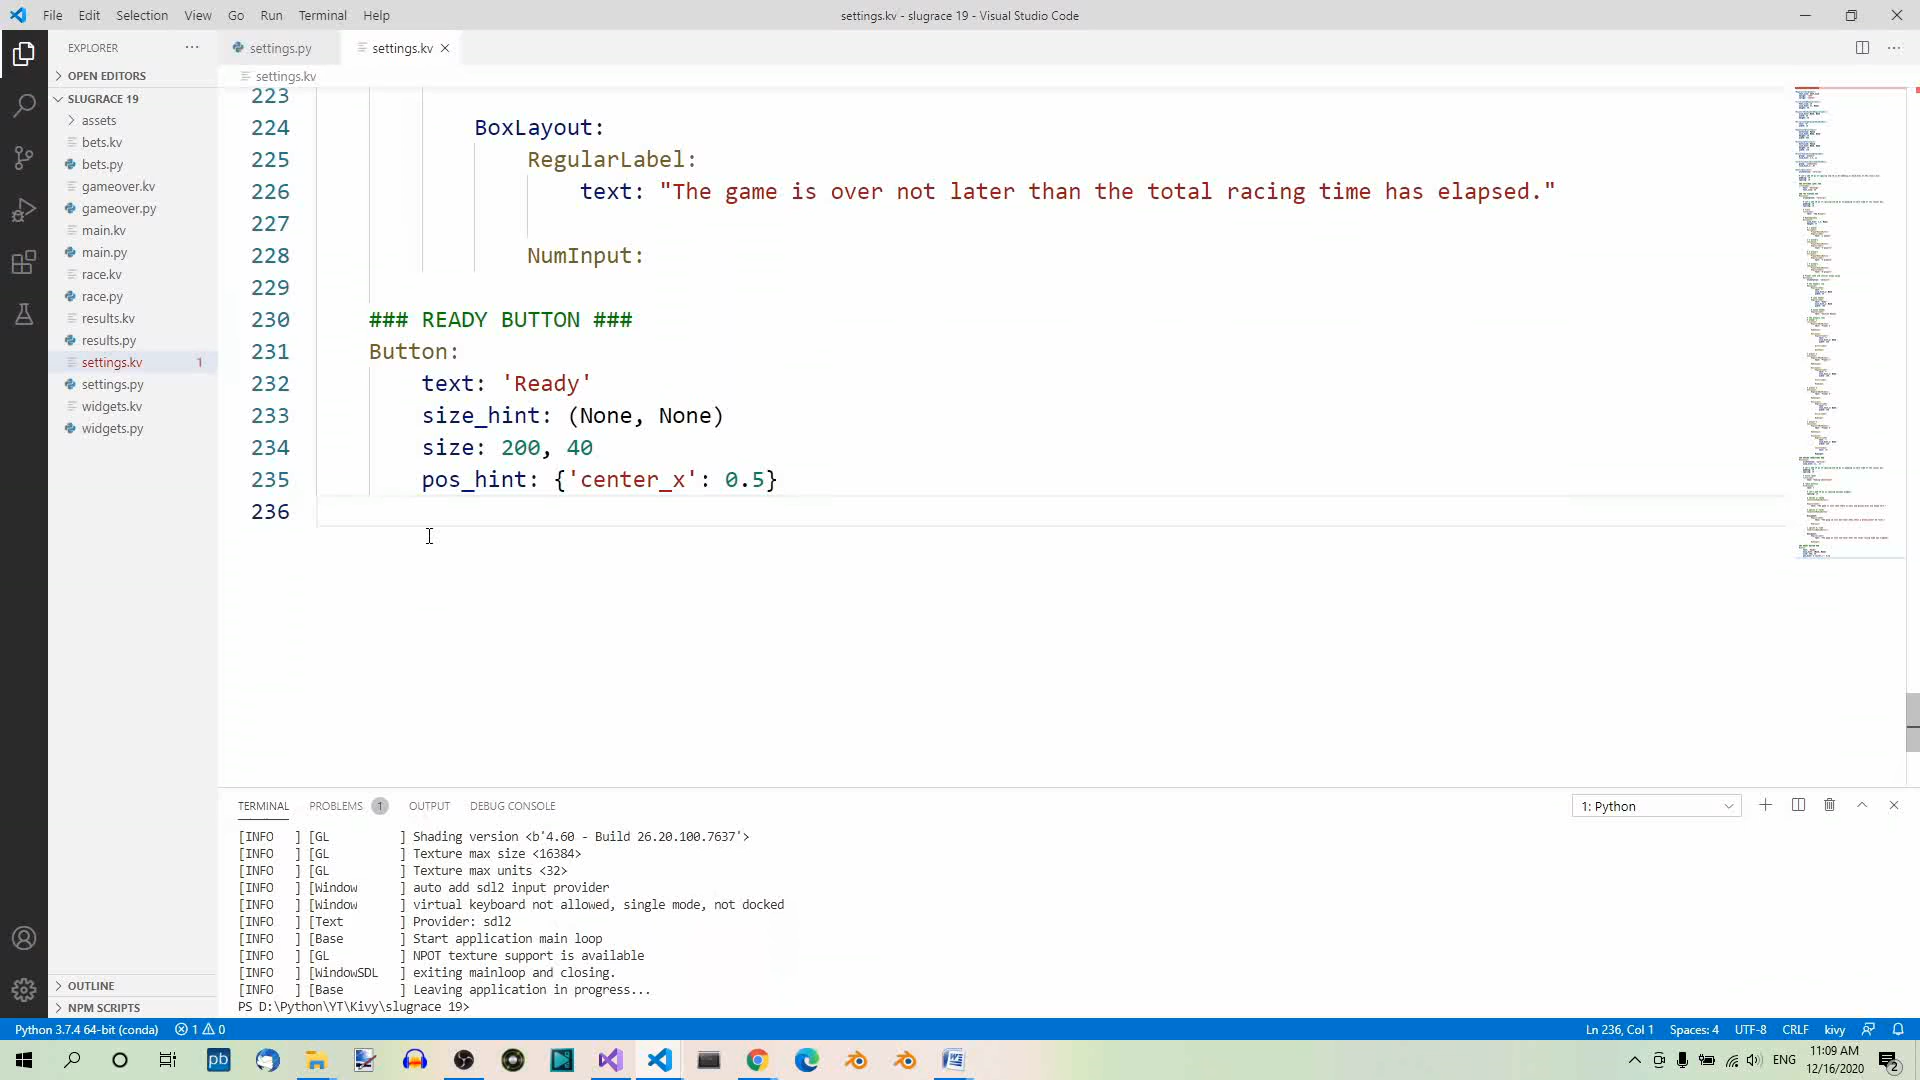 File Edit Selection View Go Run Terminal Help
settings.kv - slugrace 19 - Visual Studio Code
EXPLORER
OPEN EDITORS
SLUGRACE 19
assets
bets.kv
bets.py
gameover.kv
gameover.py
main.kv
main.py
race.kv
race.py
results.kv
results.py
settings.kv 1
settings.py
widgets.kv
widgets.py
OUTLINE
NPM SCRIPTS
settings.py
settings.kv
settings.kv
223
224 BoxLayout:
225 RegularLabel:
226 text: "The game is over not later than the total racing time has elapsed."
227
228 NumInput:
229
230 ### READY BUTTON ###
231 Button:
232 text: 'Ready'
233 size_hint: (None, None)
234 size: 200, 40
235 pos_hint: {'center_x': 0.5}
236
TERMINAL PROBLEMS 1 OUTPUT DEBUG CONSOLE
1: Python
[INFO ] [GL ] Shading version <b'4.60 - Build 26.20.100.7637'>
[INFO ] [GL ] Texture max size <16384>
[INFO ] [GL ] Texture max units <32>
[INFO ] [Window ] auto add sdl2 input provider
[INFO ] [Window ] virtual keyboard not allowed, single mode, not docked
[INFO ] [Text ] Provider: sdl2
[INFO ] [Base ] Start application main loop
[INFO ] [GL ] NPOT texture support is available
[INFO ] [WindowSDL ] exiting mainloop and closing.
[INFO ] [Base ] Leaving application in progress...
PS D:\Python\YT\Kivy\slugrace 19>
Python 3.7.4 64-bit (conda) 1 0
Ln 236, Col 1 Spaces: 4 UTF-8 CRLF kivy
pb
ENG
11:09 AM
12/16/2020
2